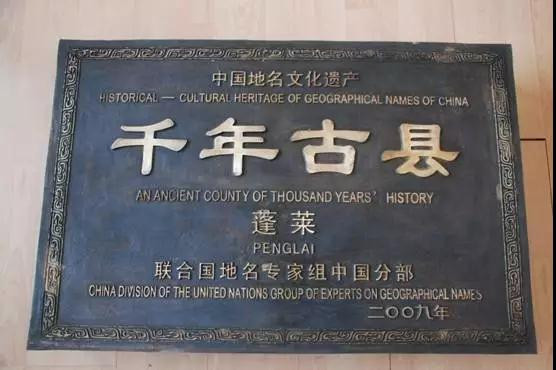 中国地名文化遗产
HISTORICAL — CULTURAL HERITAGE OF GEOGRAPHICAL NAMES OF CHINA
千年古县
AN ANCIENT COUNTY OF THOUSAND YEARS' HISTORY
蓬莱
PENGLAI
联合国地名专家组中国分部
CHINA DIVISION OF THE UNITED NATIONS GROUP OF EXPERTS ON GEOGRAPHICAL NAMES
二〇〇九年